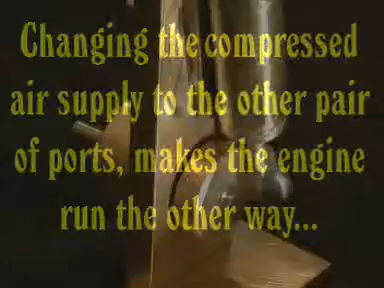 Changing the compressed
air supply to the other pair
of ports, makes the engine
run the other way...